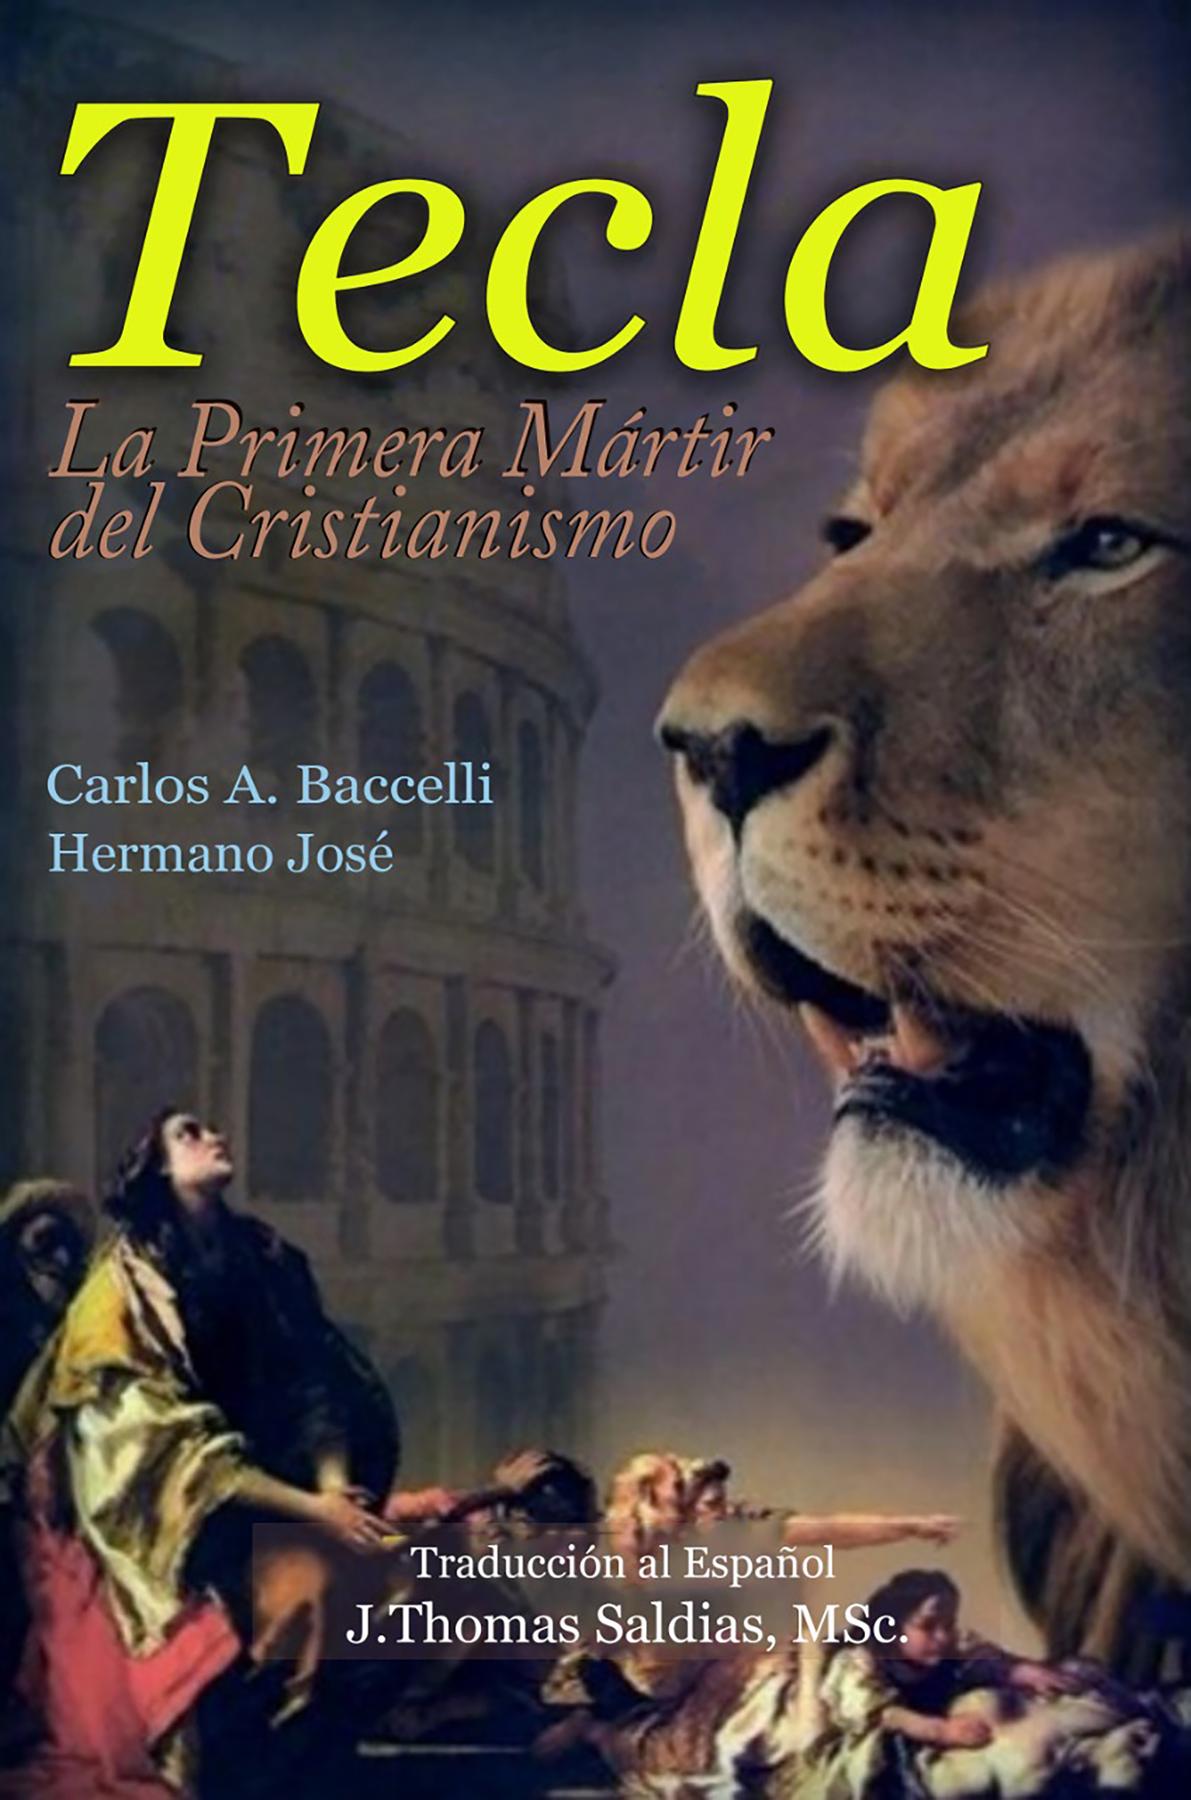 Tecla
La Primera Mártir
del Cristianismo
Carlos A. Baccelli
Hermano José
Traducción al Español
J.Thomas Saldias, MSc.